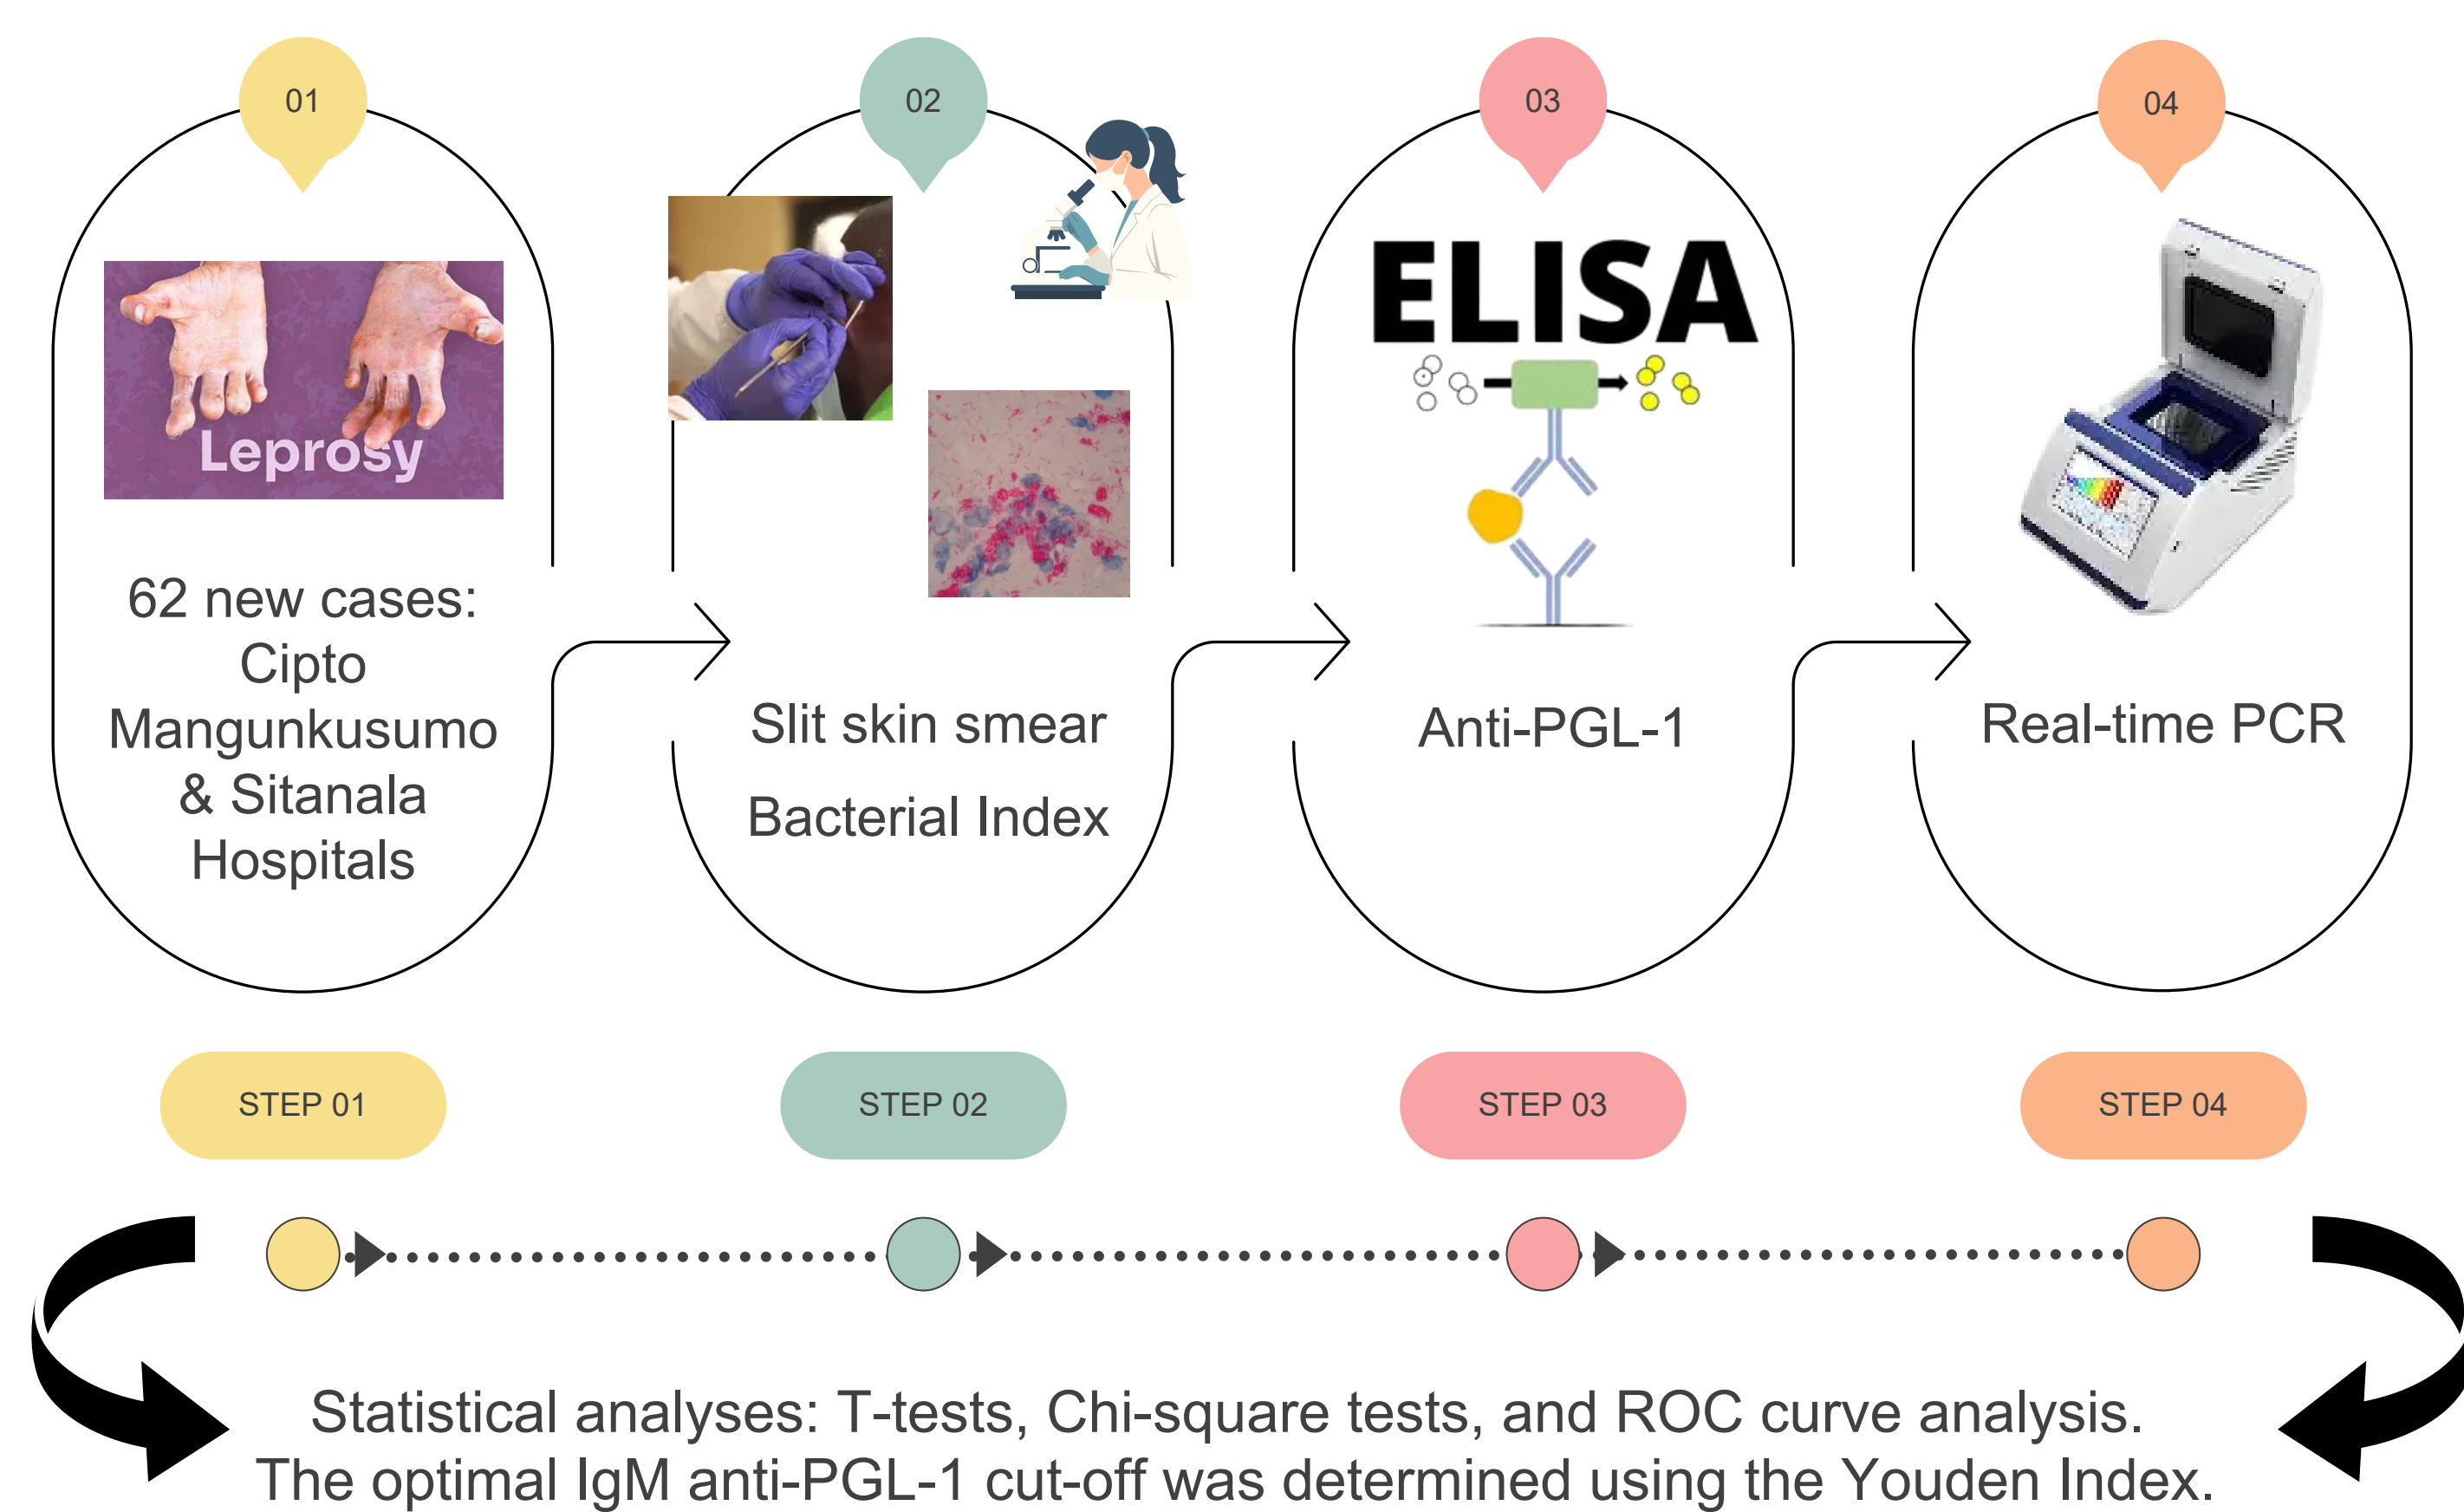 01
02
03
04
Leprosy
62 new cases:
Cipto
Mangunkusumo
& Sitanala
Hospitals
Slit skin smear
Bacterial Index
ELISA
Anti-PGL-1
Real-time PCR
STEP 01
STEP 02
STEP 03
STEP 04
Statistical analyses: T-tests, Chi-square tests, and ROC curve analysis.
The optimal IgM anti-PGL-1 cut-off was determined using the Youden Index.